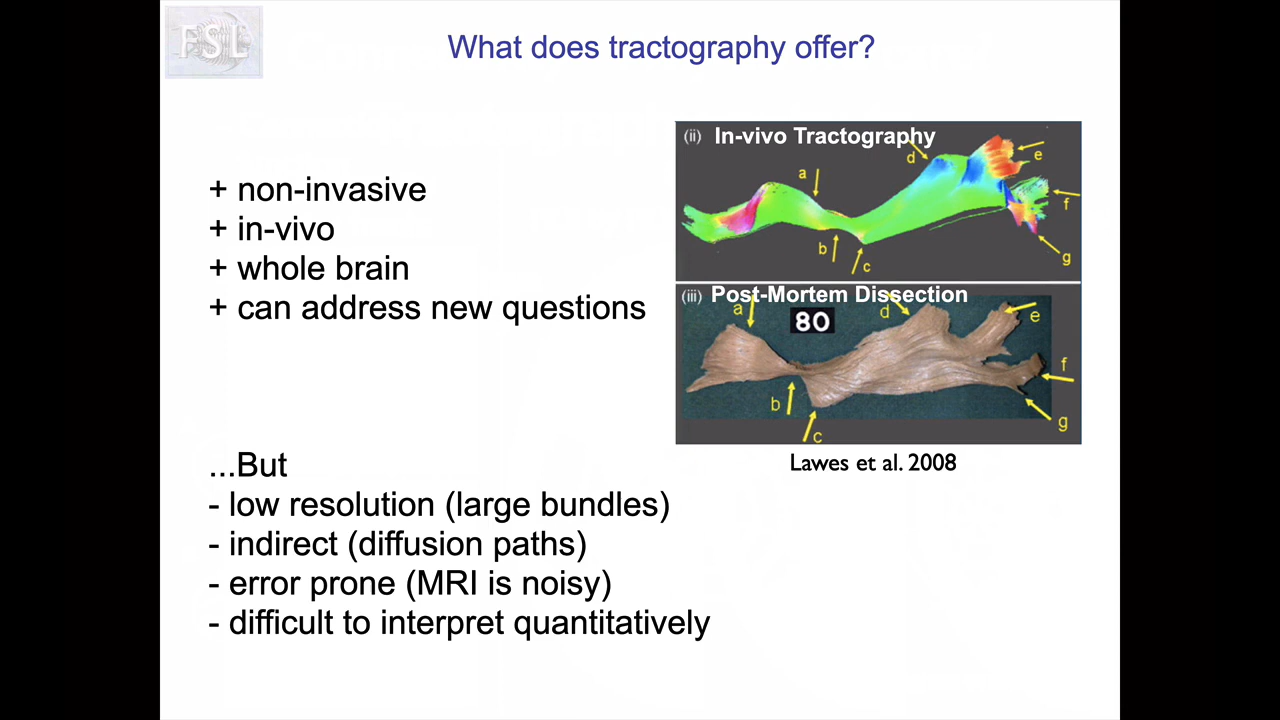 FSL
What does tractography offer?
+ non-invasive
+ in-vivo
+ whole brain
+ can address new questions
(ii) In-vivo Tractography
a
b
c
d
e
f
g
(iii) Post-Mortem Dissection
80
a
b
c
d
e
f
g
Lawes et al. 2008
...But
- low resolution (large bundles)
- indirect (diffusion paths)
- error prone (MRI is noisy)
- difficult to interpret quantitatively